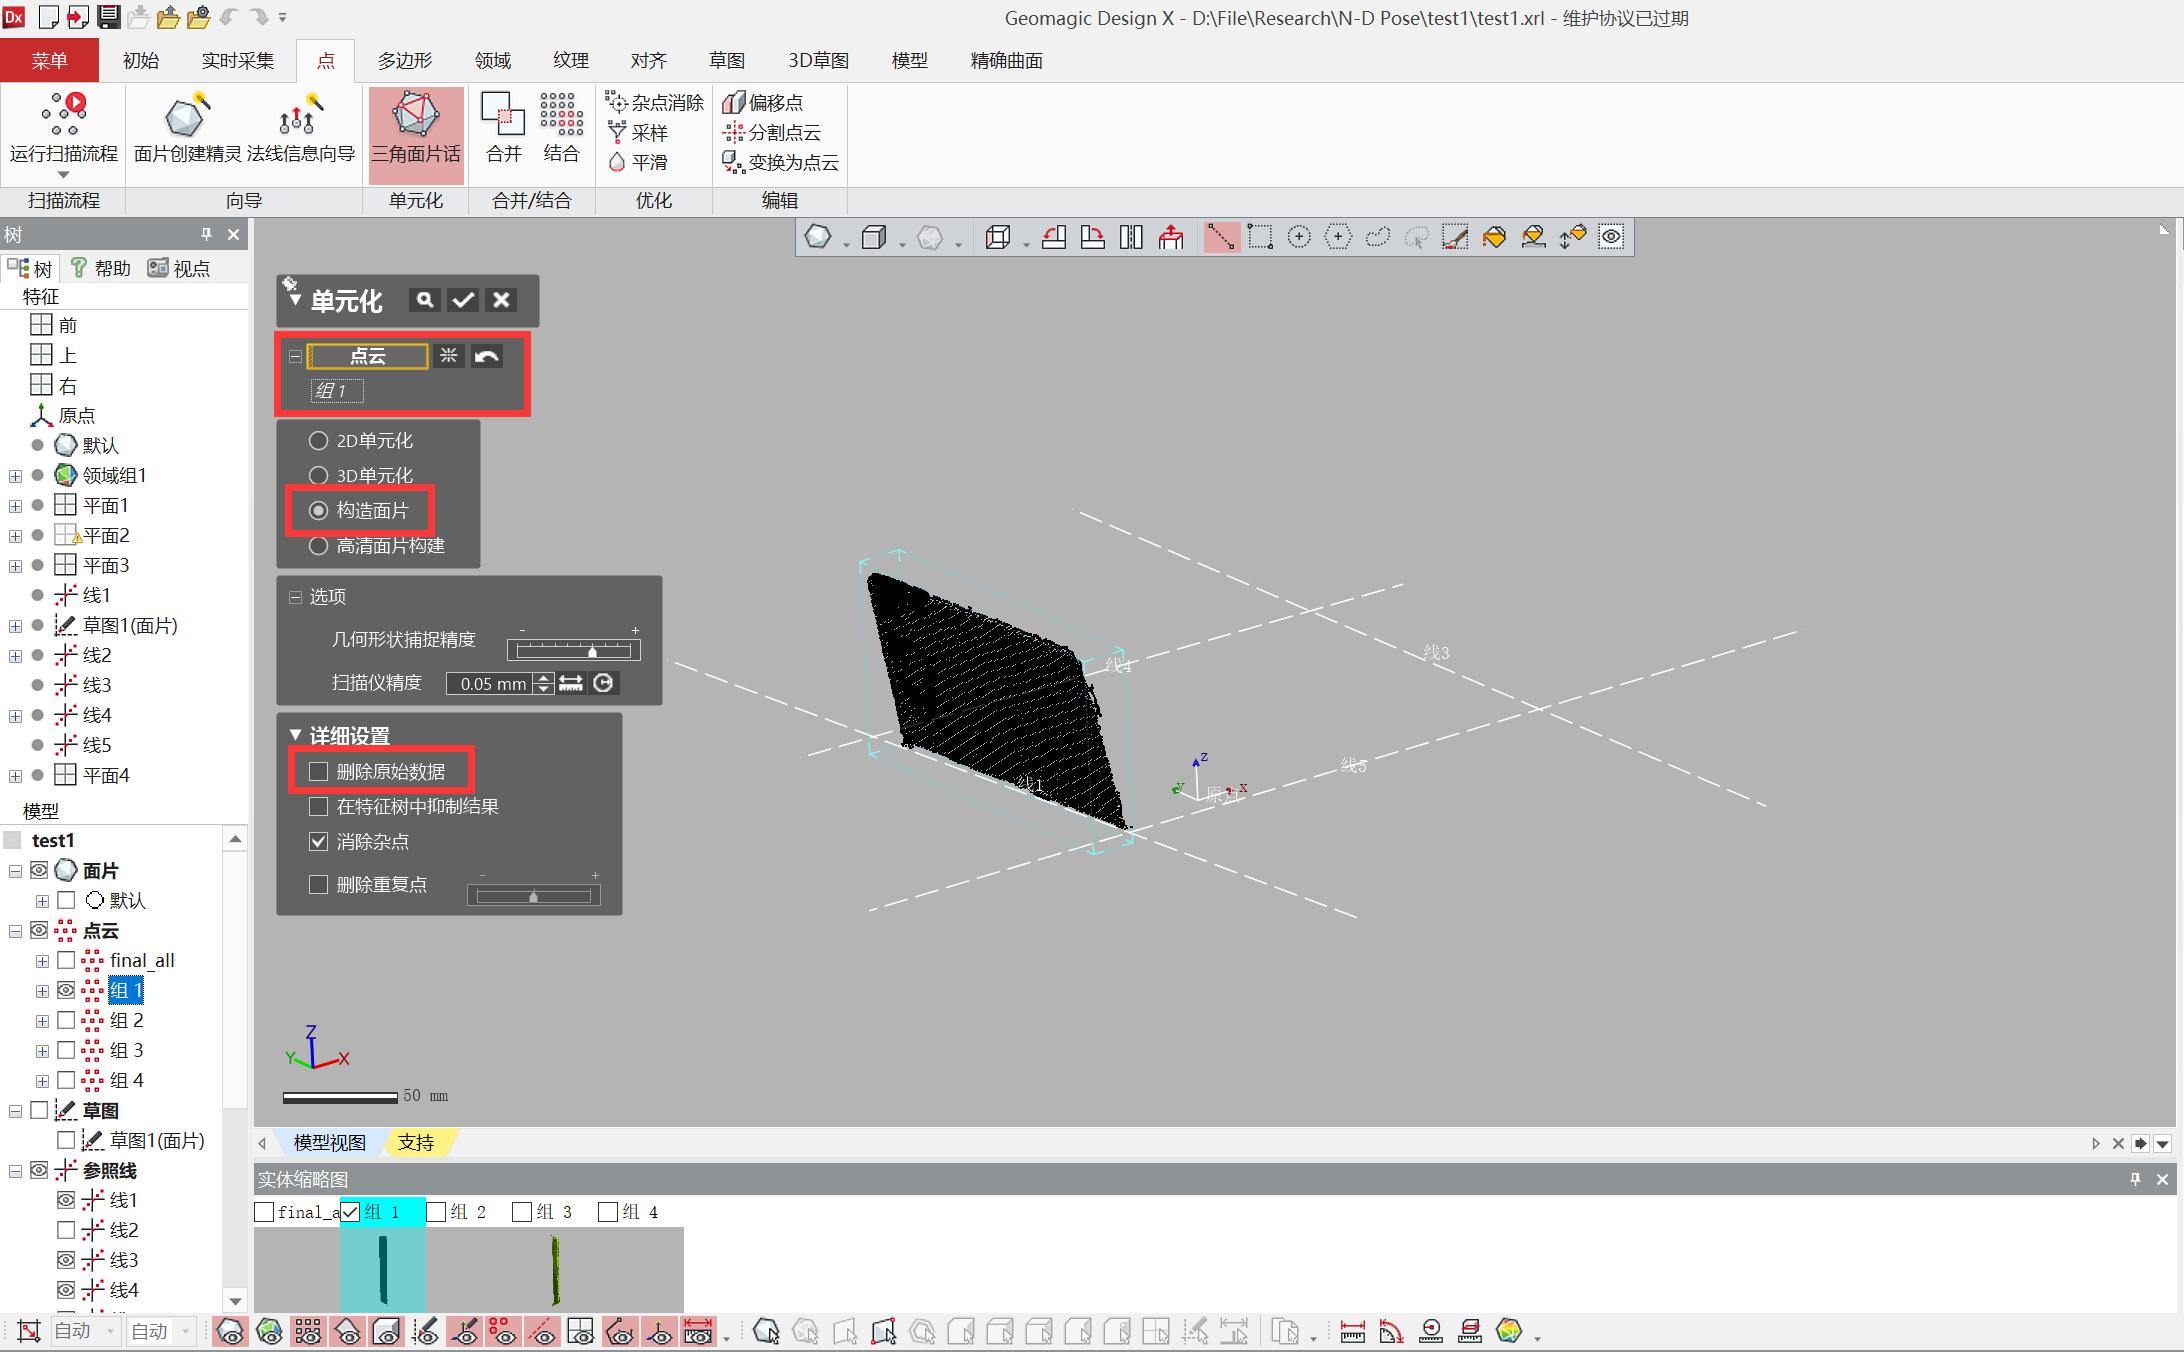 Dx
Geomagic Design X - D:\File\Research\N-D Pose\test1\test1.xrl - 维护协议已过期
菜单 初始 实时采集 点 多边形 领域 纹理 对齐 草图 3D草图 模型 精确曲面
运行扫描流程 面片创建精灵 法线信息向导 三角面片话 合并 结合
杂点消除
采样
平滑
偏移点
分割点云
变换为点云
扫描流程 向导 单元化 合并/结合 优化 编辑
树
树 帮助 视点
特征
前
上
右
原点
默认
领域组1
平面1
平面2
平面3
线1
草图1(面片)
线2
线3
线4
线5
平面4
模型
test1
面片
默认
点云
final_all
组 1
组 2
组 3
组 4
草图
草图1(面片)
参照线
线1
线2
线3
线4
单元化
点云
组 1
2D单元化
3D单元化
构造面片
高清面片构建
选项
几何形状捕捉精度
- +
扫描仪精度 0.05 mm
详细设置
删除原始数据
在特征树中抑制结果
消除杂点
删除重复点
- +
线3
线4
线5
线1
原点
z
y
x
Z
Y
X
50 mm
模型视图 支持
实体缩略图
final_a 组 1 组 2 组 3 组 4
自动 自动